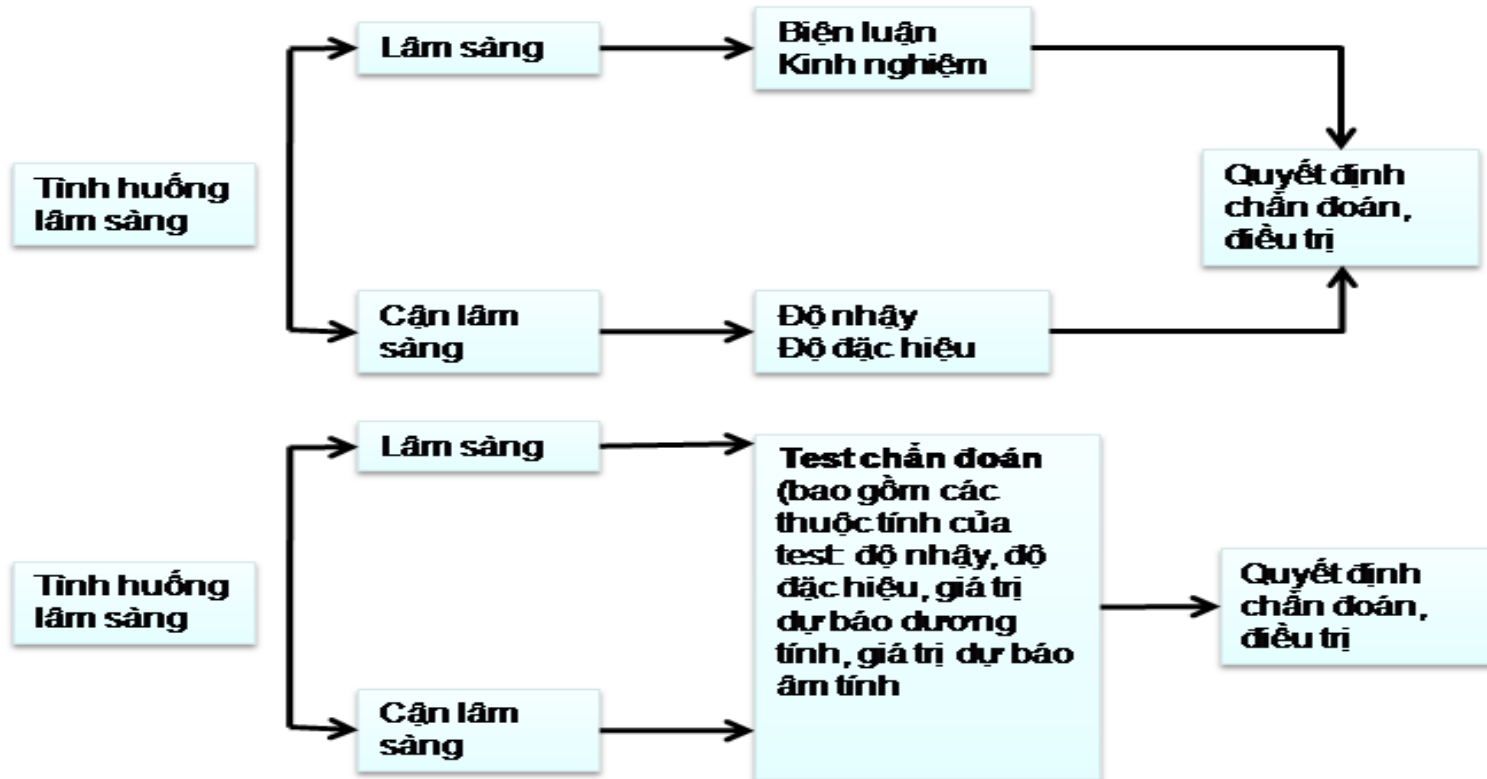 Lâm sàng
Biện luận
Kinh nghiệm
Tình huống
lâm sàng
Quyết định
chẩn đoán,
điều trị
Cận lâm
sàng
Độ nhậy
Độ đặc hiệu
Lâm sàng
Test chẩn đoán
(bao gồm các
thuộc tính của
test: độ nhậy, độ
đặc hiệu, giá trị
dự báo dương
tính, giá trị dự báo
âm tính
Tình huống
lâm sàng
Quyết định
chẩn đoán,
điều trị
Cận lâm
sàng